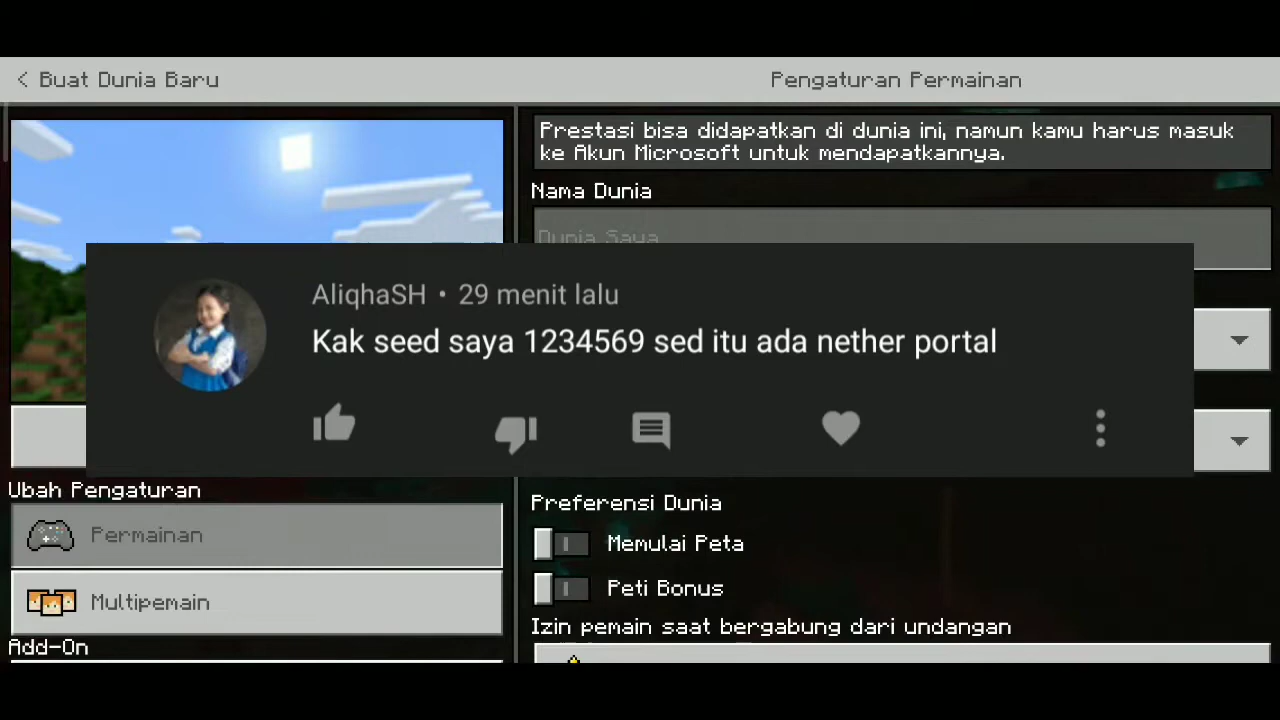 Buat Dunia Baru
Pengaturan Permainan
Prestasi bisa didapatkan di dunia ini, namun kamu harus masuk
ke Akun Microsoft untuk mendapatkannya.
Nama Dunia
Dunia Saya
AliqhaSH • 29 menit lalu
Kak seed saya 1234569 sed itu ada nether portal
Ubah Pengaturan
Permainan
Multipemain
Add-On
Preferensi Dunia
Memulai Peta
Peti Bonus
Izin pemain saat bergabung dari undangan